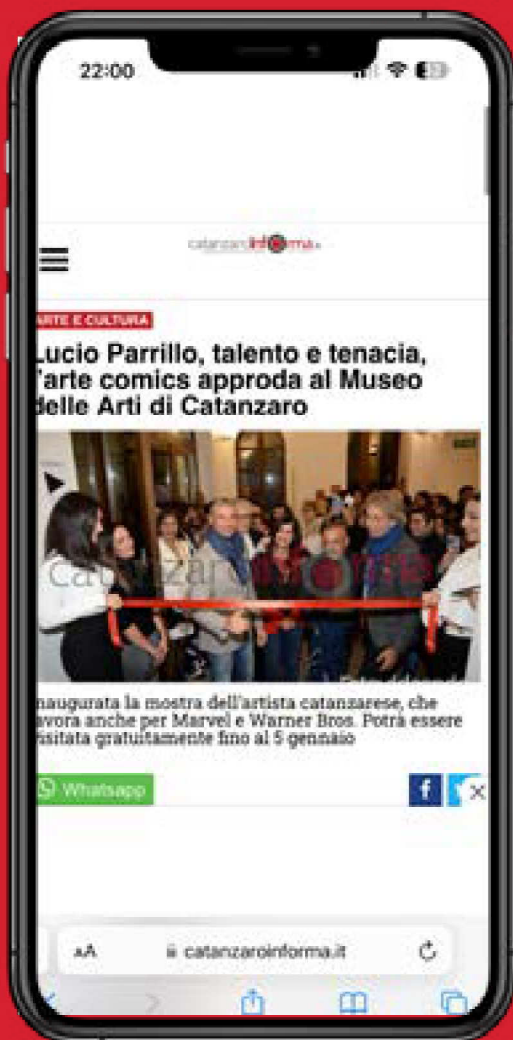 22:00
catanzaroinforma.it
ARTE E CULTURA
Lucio Parrillo, talento e tenacia,
l'arte comics approda al Museo
delle Arti di Catanzaro
catanzaroinforma
naugurata la mostra dell'artista catanzarese, che
avora anche per Marvel e Warner Bros. Potrà essere
visitata gratuitamente fino al 5 gennaio
Whatsapp
AA catanzaroinforma.it